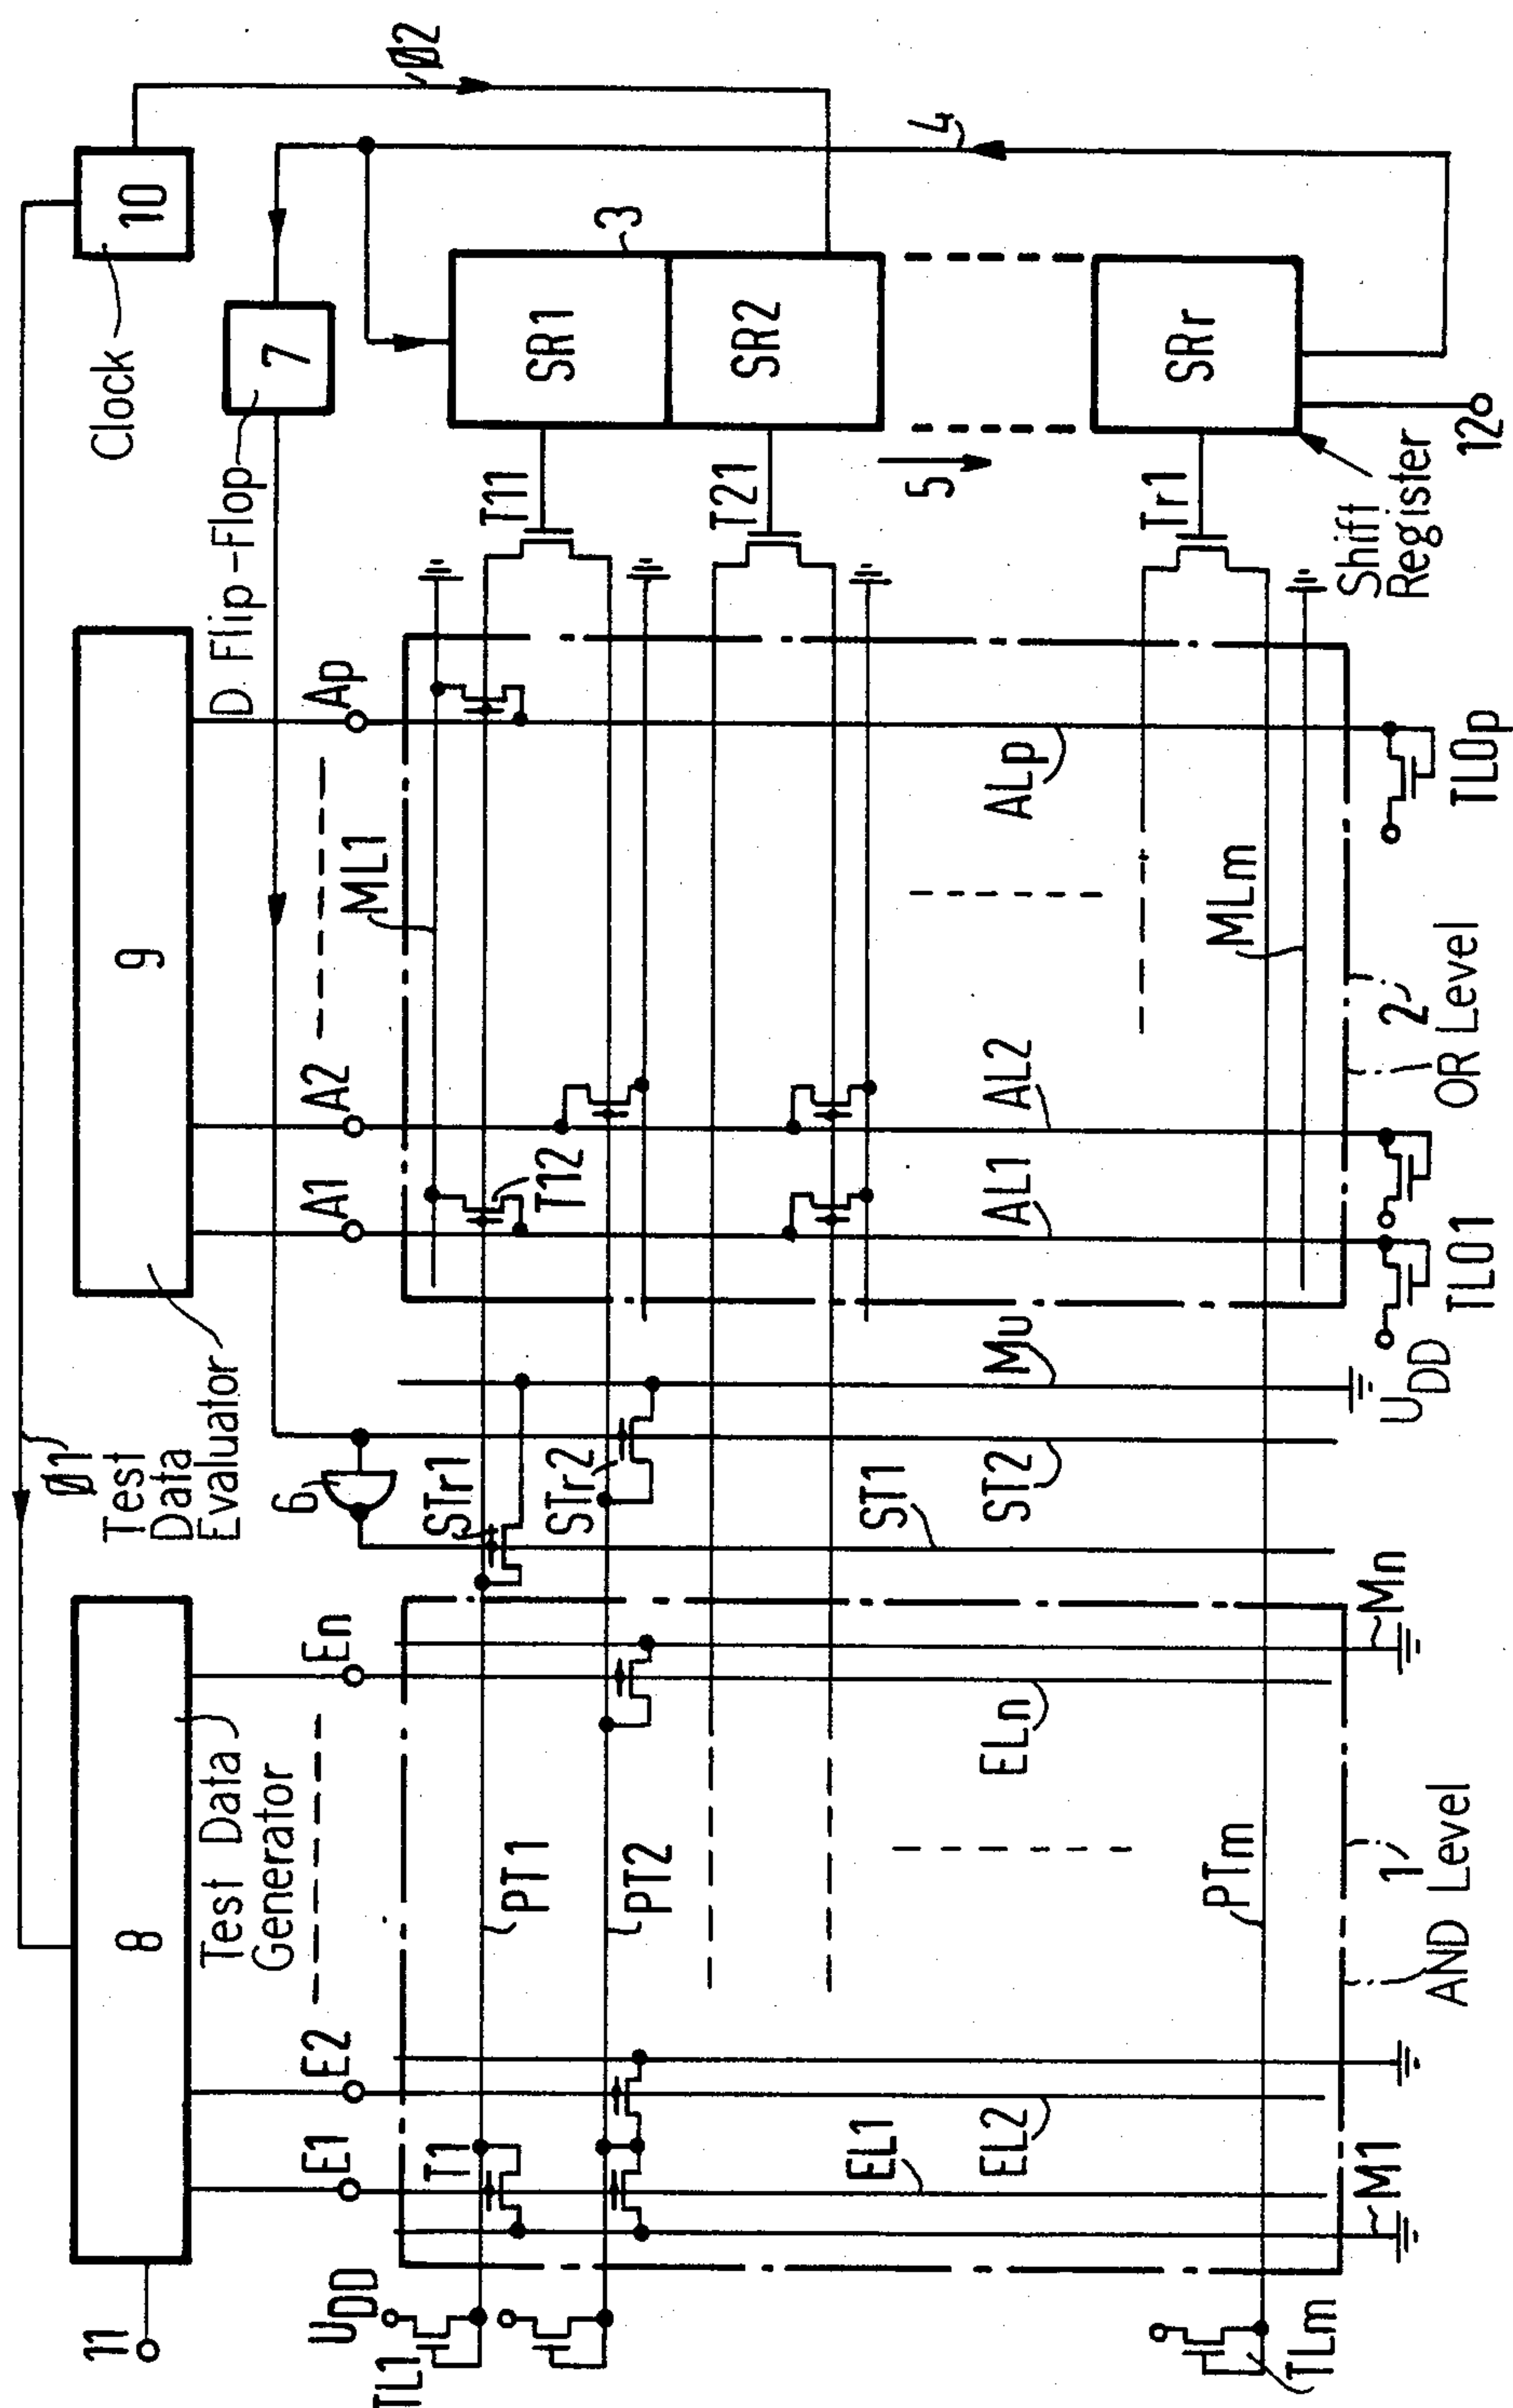 11
8
Test Data
Generator
Ø1
Test
Data
Evaluator
9
10
Clock
Ø2
D Flip-Flop
7
4
E1
E2
En
6
A1
A2
Ap
ML1
UDD
TL1
T1
STr1
STr2
T12
T11
SR1
3
PT1
PT2
T21
SR2
5
EL1
EL2
ELn
ST1
ST2
Mu
AL1
AL2
ALp
PTm
MLm
Tr1
SRr
TLm
M1
Mn
UDD
TL01
TL0p
1
AND Level
2
OR Level
Shift
Register
12